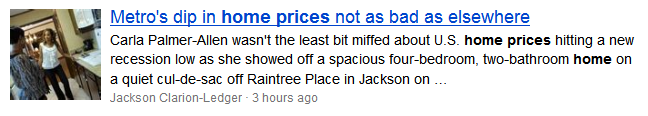 Metro's dip in home prices not as bad as elsewhere
Carla Palmer-Allen wasn't the least bit miffed about U.S. home prices hitting a new
recession low as she showed off a spacious four-bedroom, two-bathroom home on
a quiet cul-de-sac off Raintree Place in Jackson on …
Jackson Clarion-Ledger · 3 hours ago